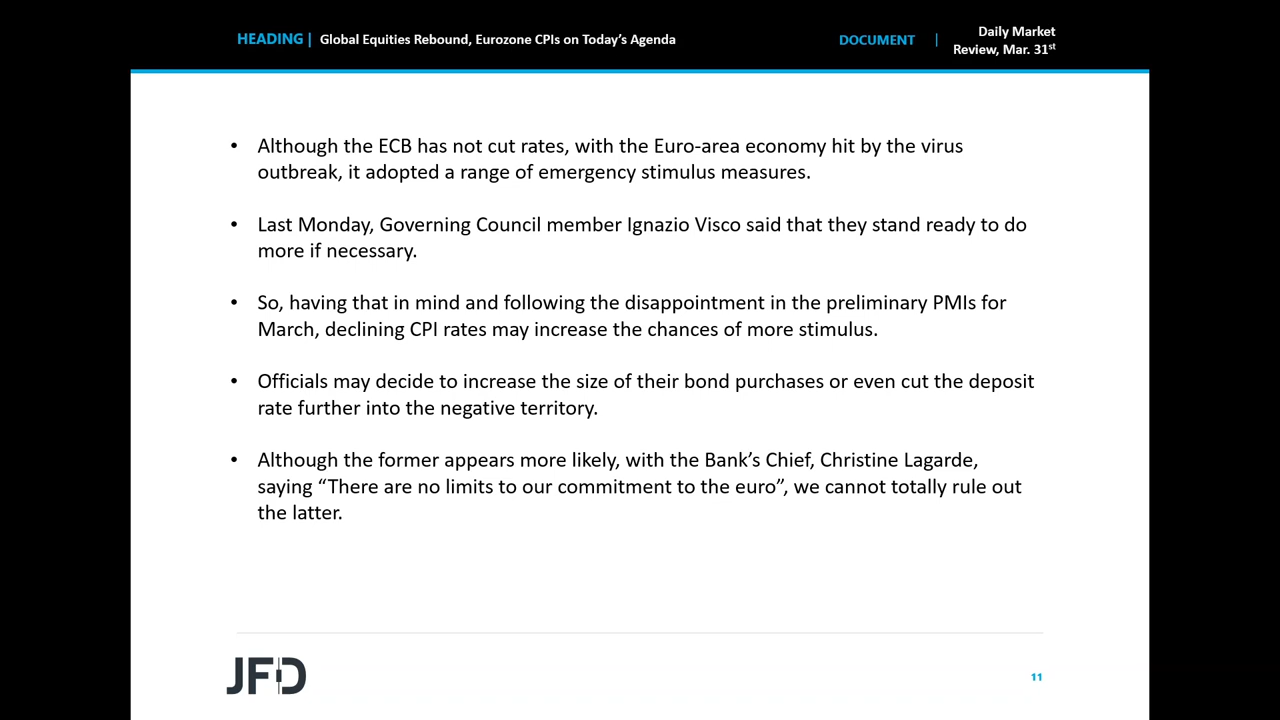 HEADING | Global Equities Rebound, Eurozone CPIs on Today’s Agenda
DOCUMENT | Daily Market
Review, Mar. 31st
• Although the ECB has not cut rates, with the Euro-area economy hit by the virus
outbreak, it adopted a range of emergency stimulus measures.
• Last Monday, Governing Council member Ignazio Visco said that they stand ready to do
more if necessary.
• So, having that in mind and following the disappointment in the preliminary PMIs for
March, declining CPI rates may increase the chances of more stimulus.
• Officials may decide to increase the size of their bond purchases or even cut the deposit
rate further into the negative territory.
• Although the former appears more likely, with the Bank’s Chief, Christine Lagarde,
saying “There are no limits to our commitment to the euro”, we cannot totally rule out
the latter.
JFD
11